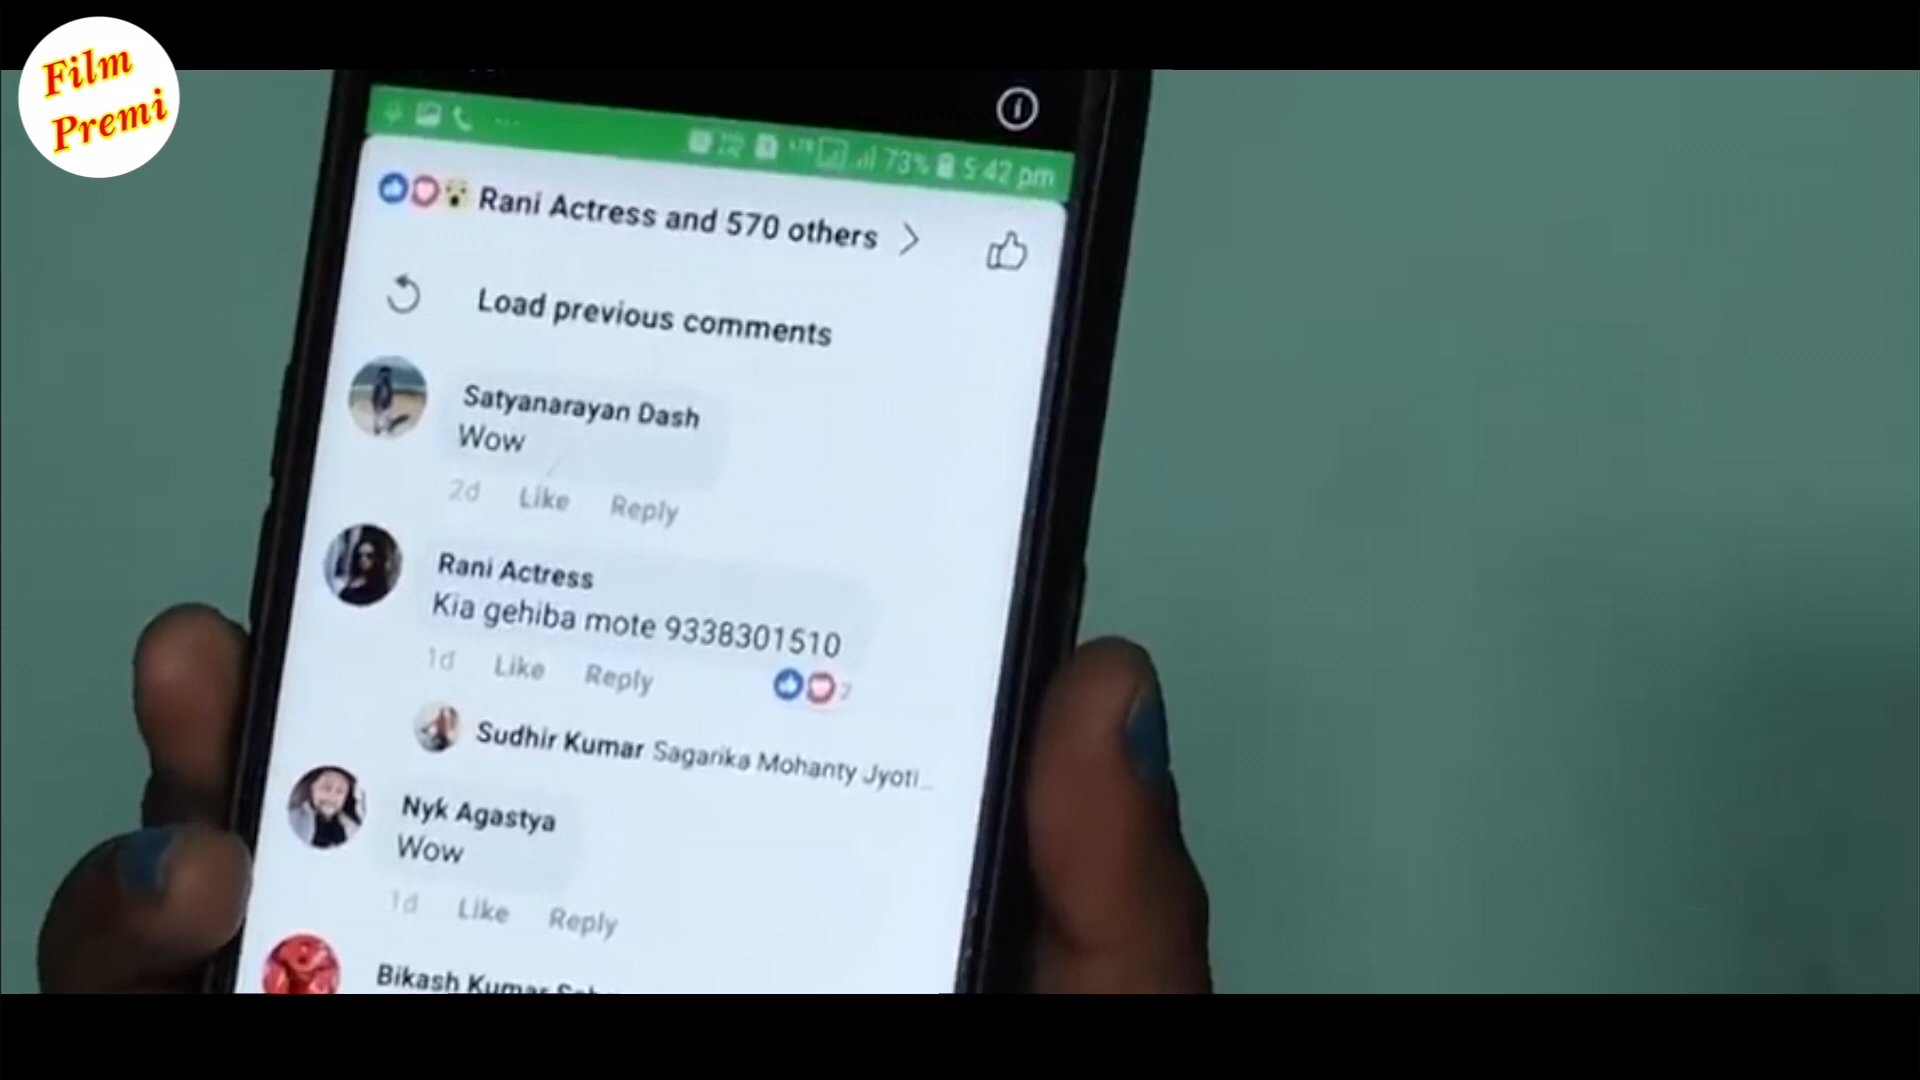 Film
Premi
73% 5:42 pm
Rani Actress and 570 others
Load previous comments
Satyanarayan Dash
Wow
2d Like Reply
Rani Actress
Kia gehiba mote 9338301510
1d Like Reply
Sudhir Kumar Sagarika Mohanty Jyoti...
Nyk Agastya
Wow
1d Like Reply
Bikash Kumar